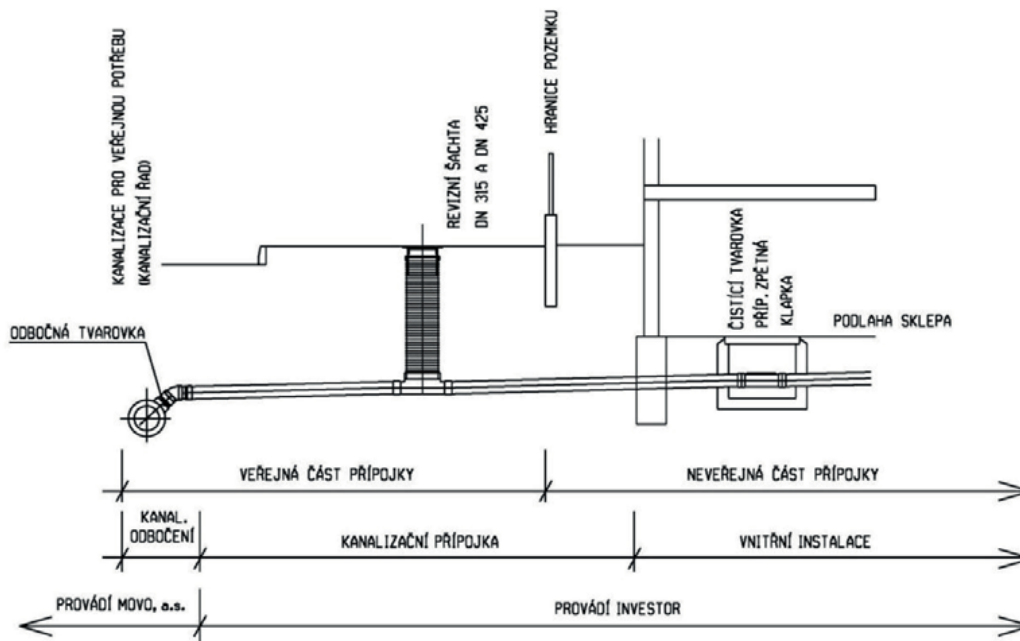 KANALIZACE PRO VEŘEJNOU POTŘEBU
(KANALIZAČNÍ ŘAD)
REVIZNÍ ŠACHTA
DN 315 A DN 425
HRANICE POZEMKU
ODBOČNÁ TVAROVKA
ČISTÍCÍ TVAROVKA
PŘÍP. ZPĚTNÁ
KLAPKA
PODLAHA SKLEPA
VEŘEJNÁ ČÁST PŘÍPOJKY
NEVEŘEJNÁ ČÁST PŘÍPOJKY
KANAL.
ODBOČENÍ
KANALIZAČNÍ PŘÍPOJKA
VNITŘNÍ INSTALACE
PROVÁDÍ MOVO, a.s.
PROVÁDÍ INVESTOR